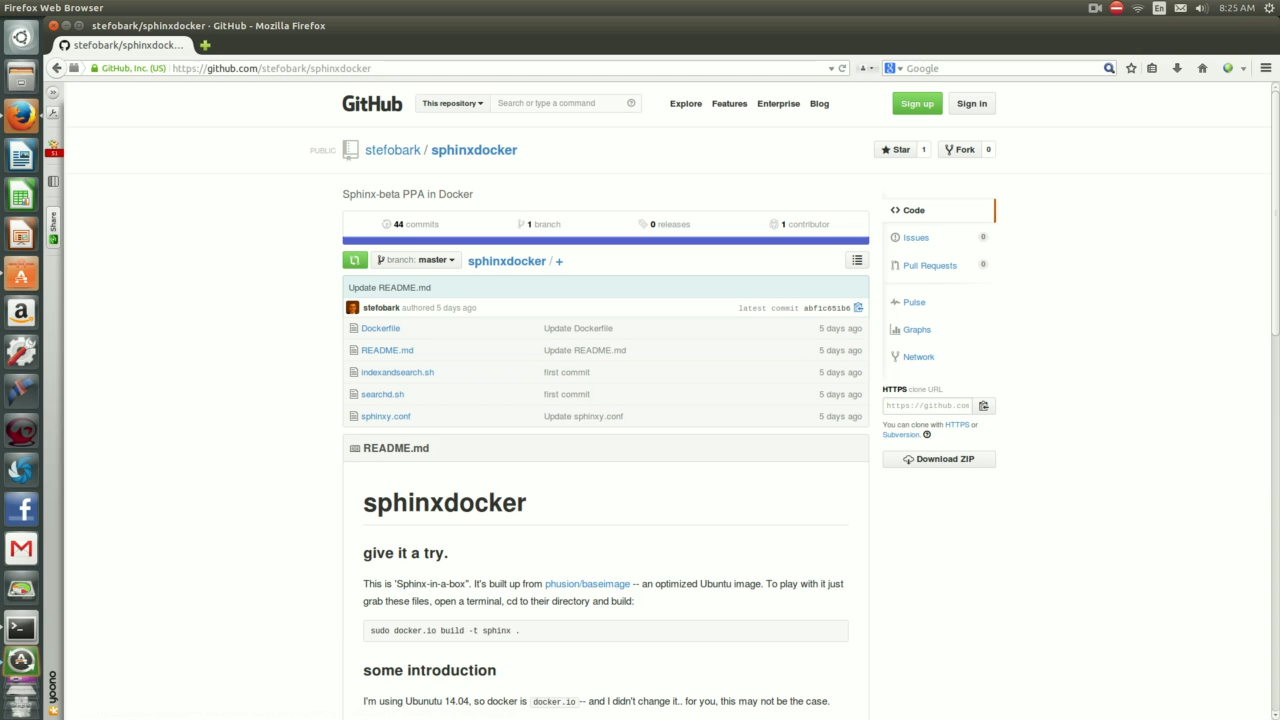 Firefox Web Browser
En
8:25 AM
stefobark/sphinxdocker · GitHub - Mozilla Firefox
stefobark/sphinxdock...
GitHub, Inc. (US)
https://github.com/stefobark/sphinxdocker
Google
GitHub
This repository
Search or type a command
Explore
Features
Enterprise
Blog
Sign up
Sign in
PUBLIC
stefobark / sphinxdocker
Star 1
Fork 0
Sphinx-beta PPA in Docker
44 commits
1 branch
0 releases
1 contributor
branch: master
sphinxdocker / +
Update README.md
stefobark authored 5 days ago
latest commit abf1c651b6
Dockerfile Update Dockerfile 5 days ago
README.md Update README.md 5 days ago
indexandsearch.sh first commit 5 days ago
searchd.sh first commit 5 days ago
sphinxy.conf Update sphinxy.conf 5 days ago
README.md
sphinxdocker
give it a try.
This is 'Sphinx-in-a-box". It's built up from phusion/baseimage -- an optimized Ubuntu image. To play with it just
grab these files, open a terminal, cd to their directory and build:
sudo docker.io build -t sphinx .
some introduction
I'm using Ubunutu 14.04, so docker is docker.io -- and I didn't change it.. for you, this may not be the case.
Code
Issues 0
Pull Requests 0
Pulse
Graphs
Network
HTTPS clone URL
https://github.com
You can clone with HTTPS or
Subversion.
Download ZIP
Share
51
yoono